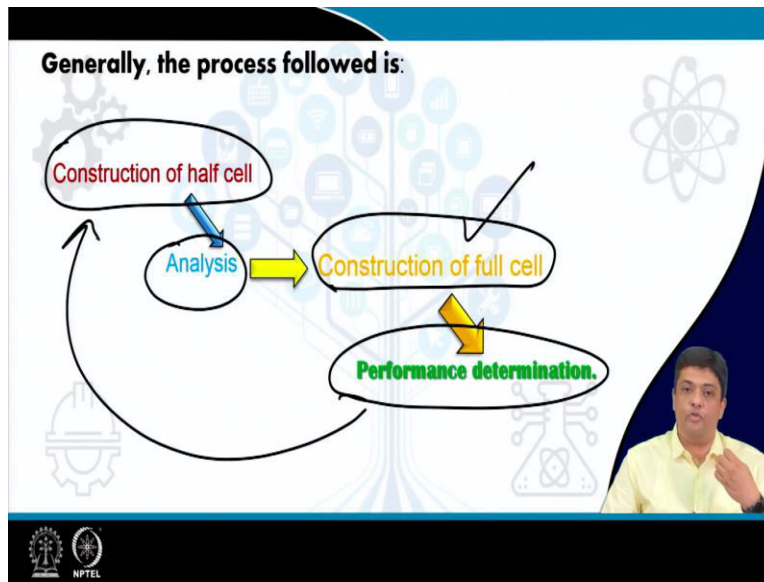 Generally, the process followed is:
Construction of half cell
Analysis
Construction of full cell
Performance determination.
NPTEL